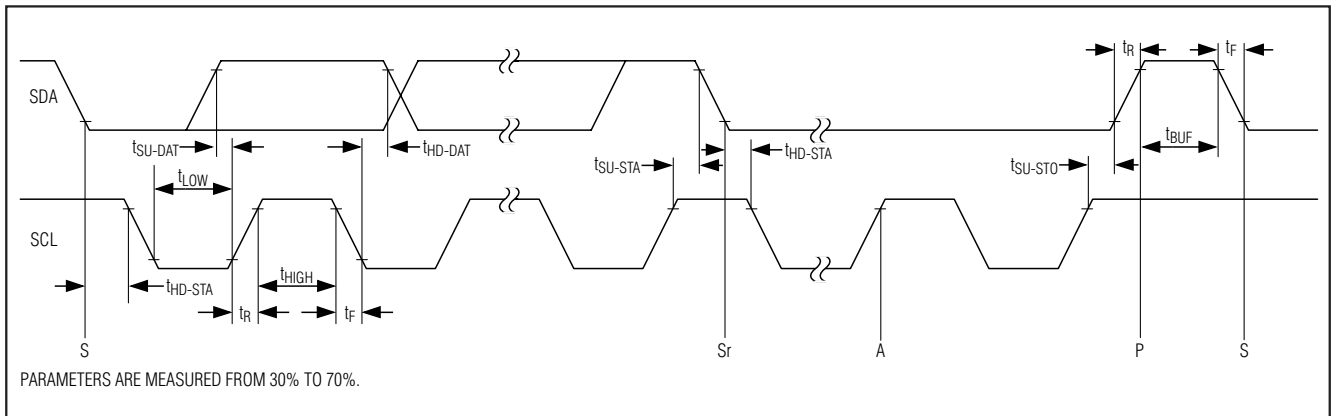 tR
tF
SDA
tSU-DAT
tHD-DAT
tSU-STA
tHD-STA
tBUF
tSU-STO
tLOW
SCL
tHIGH
tHD-STA
tR
tF
S
Sr
A
P
S
PARAMETERS ARE MEASURED FROM 30% TO 70%.